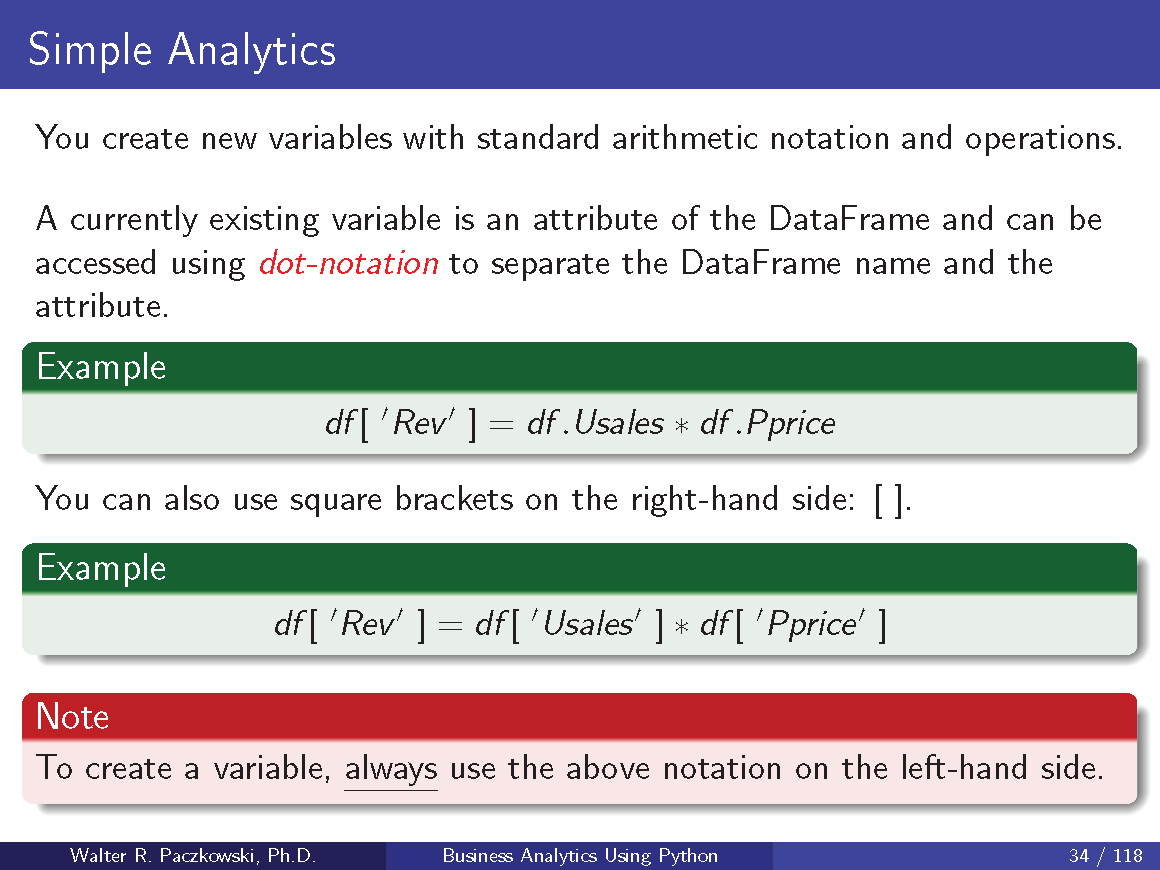 Simple Analytics
You create new variables with standard arithmetic notation and operations.
A currently existing variable is an attribute of the DataFrame and can be
accessed using dot-notation to separate the DataFrame name and the
attribute.
Example
df[ ′Rev′ ] = df.Usales ∗ df.Pprice
You can also use square brackets on the right-hand side: [ ].
Example
df[ ′Rev′ ] = df[ ′Usales′ ] ∗ df[ ′Pprice′ ]
Note
To create a variable, always use the above notation on the left-hand side.
Walter R. Paczkowski, Ph.D. Business Analytics Using Python 34 / 118